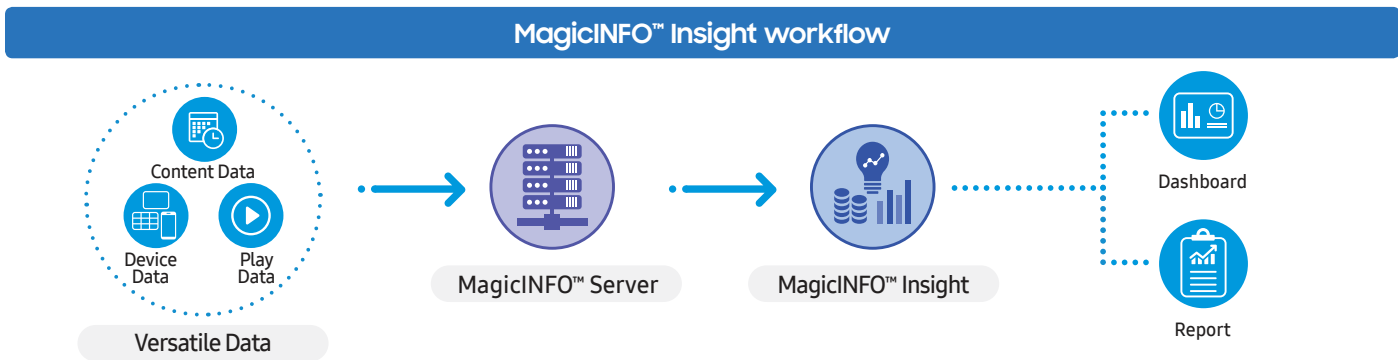 MagicINFO™ Insight workflow
Content Data
Device
Data
Play
Data
Versatile Data
MagicINFO™ Server
MagicINFO™ Insight
Dashboard
Report